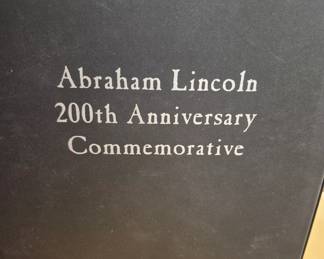 Abraham Lincoln
200th Anniversary
Commemorative